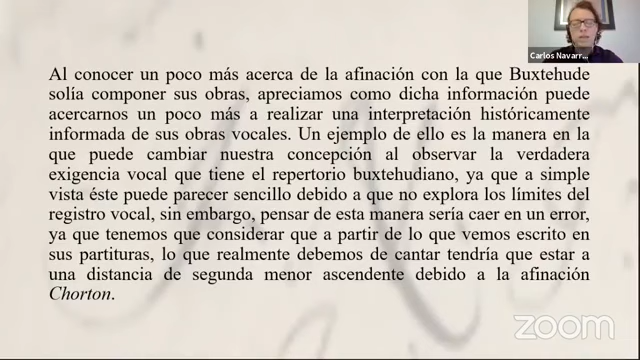 Carlos Navarr...
Al conocer un poco más acerca de la afinación con la que Buxtehude
solía componer sus obras, apreciamos como dicha información puede
acercarnos un poco más a realizar una interpretación históricamente
informada de sus obras vocales. Un ejemplo de ello es la manera en la
que puede cambiar nuestra concepción al observar la verdadera
exigencia vocal que tiene el repertorio buxtehudiano, ya que a simple
vista éste puede parecer sencillo debido a que no explora los límites del
registro vocal, sin embargo, pensar de esta manera sería caer en un error,
ya que tenemos que considerar que a partir de lo que vemos escrito en
sus partituras, lo que realmente debemos de cantar tendría que estar a
una distancia de segunda menor ascendente debido a la afinación
Chorton.
zoom